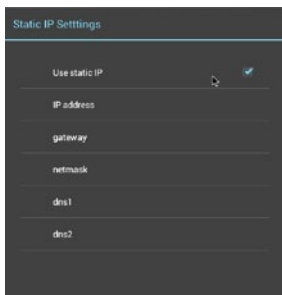 Static IP Setttings
Use static IP
IP address
gateway
netmask
dns1
dns2